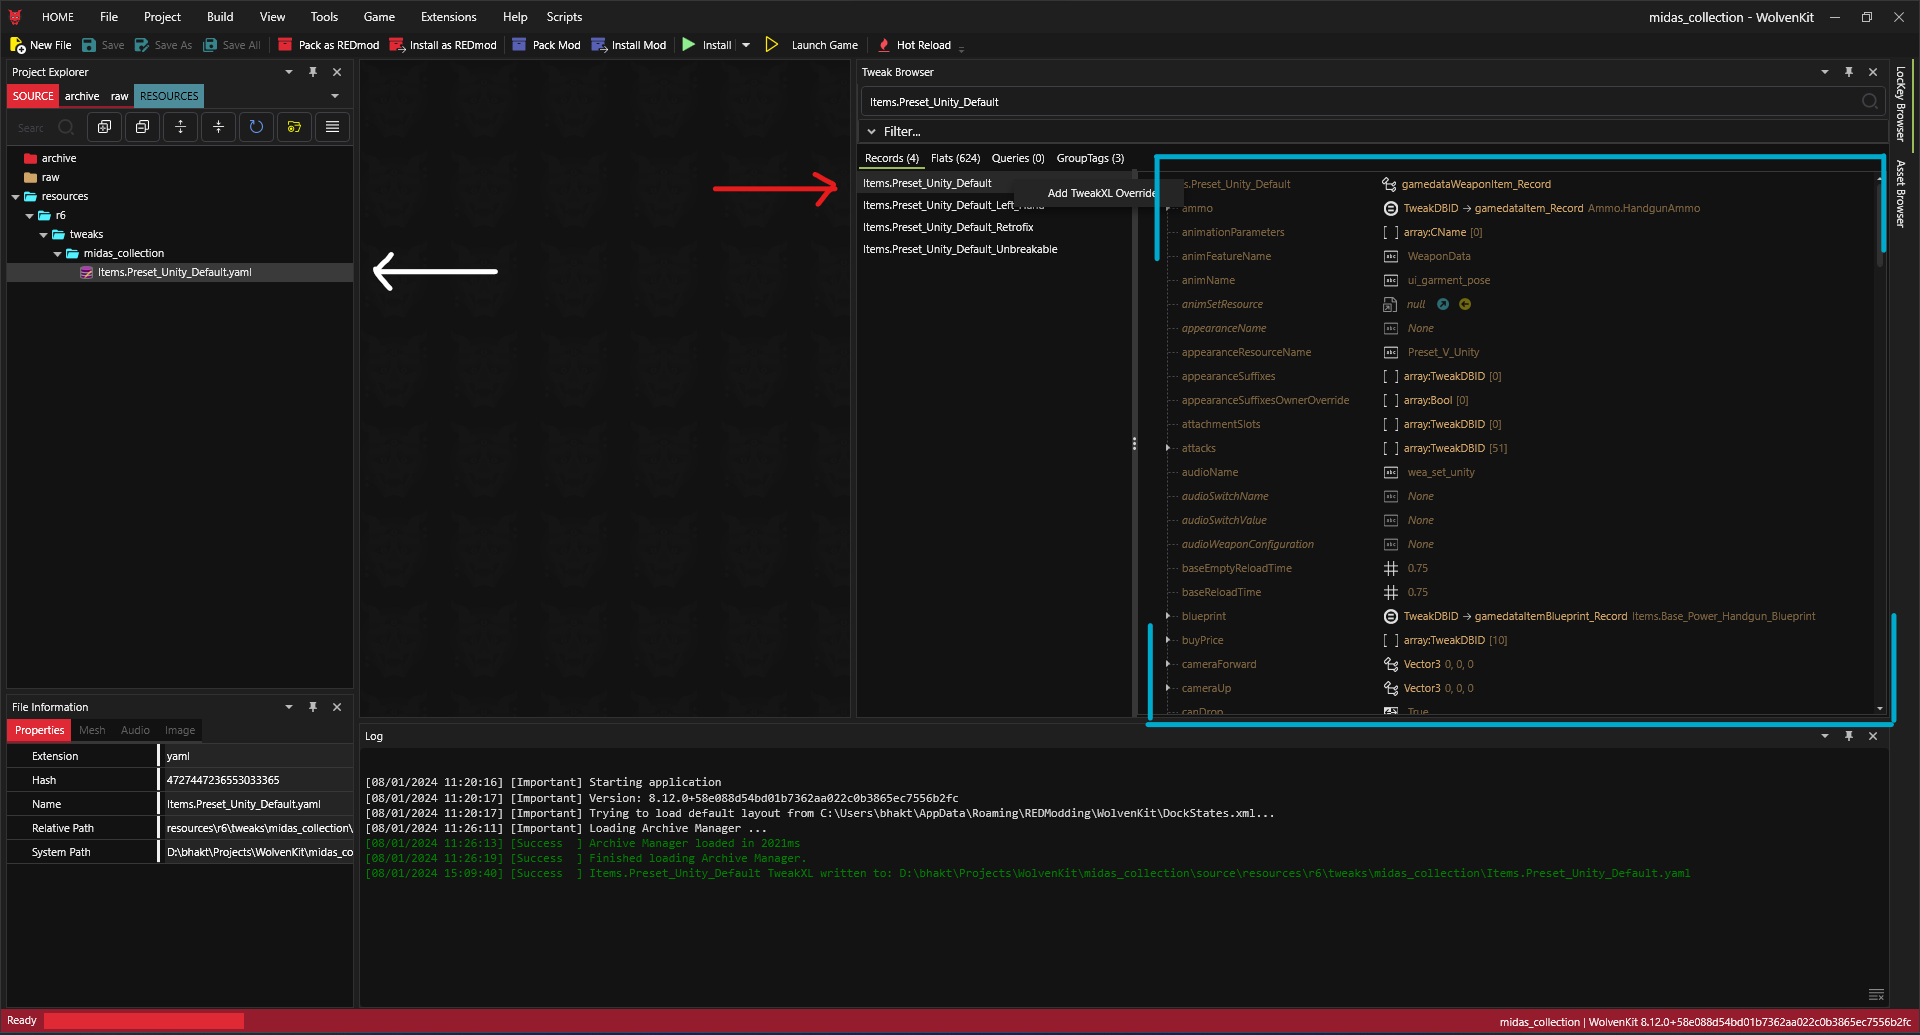 HOME File Project Build View Tools Game Extensions Help Scripts
midas_collection - WolvenKit
New File Save Save As Save All Pack as REDmod Install as REDmod Pack Mod Install Mod Install Launch Game Hot Reload
Project Explorer
SOURCE archive raw RESOURCES
Searc
archive
raw
resources
r6
tweaks
midas_collection
Items.Preset_Unity_Default.yaml
File Information
Properties Mesh Audio Image
Extension yaml
Hash 4727447236553033365
Name Items.Preset_Unity_Default.yaml
Relative Path resources\r6\tweaks\midas_collection\
System Path D:\bhakt\Projects\WolvenKit\midas_co
Tweak Browser
Items.Preset_Unity_Default
Filter...
Records (4) Flats (624) Queries (0) GroupTags (3)
Items.Preset_Unity_Default
Items.Preset_Unity_Default_Left_Hand
Items.Preset_Unity_Default_Retrofix
Items.Preset_Unity_Default_Unbreakable
Add TweakXL Override
s.Preset_Unity_Default gamedataWeaponItem_Record
ammo TweakDBID → gamedataItem_Record Ammo.HandgunAmmo
animationParameters [ ] array:CName [0]
animFeatureName abc WeaponData
animName abc ui_garment_pose
animSetResource null
appearanceName abc None
appearanceResourceName abc Preset_V_Unity
appearanceSuffixes [ ] array:TweakDBID [0]
appearanceSuffixesOwnerOverride [ ] array:Bool [0]
attachmentSlots [ ] array:TweakDBID [0]
attacks [ ] array:TweakDBID [51]
audioName abc wea_set_unity
audioSwitchName abc None
audioSwitchValue abc None
audioWeaponConfiguration abc None
baseEmptyReloadTime 0.75
baseReloadTime 0.75
blueprint TweakDBID → gamedataItemBlueprint_Record Items.Base_Power_Handgun_Blueprint
buyPrice [ ] array:TweakDBID [10]
cameraForward Vector3 0, 0, 0
cameraUp Vector3 0, 0, 0
canDrop True
LocKey Browser
Asset Browser
Log
[08/01/2024 11:20:16] [Important] Starting application
[08/01/2024 11:20:17] [Important] Version: 8.12.0+58e088d54bd01b7362aa022c0b3865ec7556b2fc
[08/01/2024 11:20:17] [Important] Trying to load default layout from C:\Users\bhakt\AppData\Roaming\REDModding\WolvenKit\DockStates.xml...
[08/01/2024 11:26:11] [Important] Loading Archive Manager ...
[08/01/2024 11:26:13] [Success  ] Archive Manager loaded in 2021ms
[08/01/2024 11:26:19] [Success  ] Finished loading Archive Manager.
[08/01/2024 15:09:40] [Success  ] Items.Preset_Unity_Default TweakXL written to: D:\bhakt\Projects\WolvenKit\midas_collection\source\resources\r6\tweaks\midas_collection\Items.Preset_Unity_Default.yaml
Ready
midas_collection | WolvenKit 8.12.0+58e088d54bd01b7362aa022c0b3865ec7556b2fc